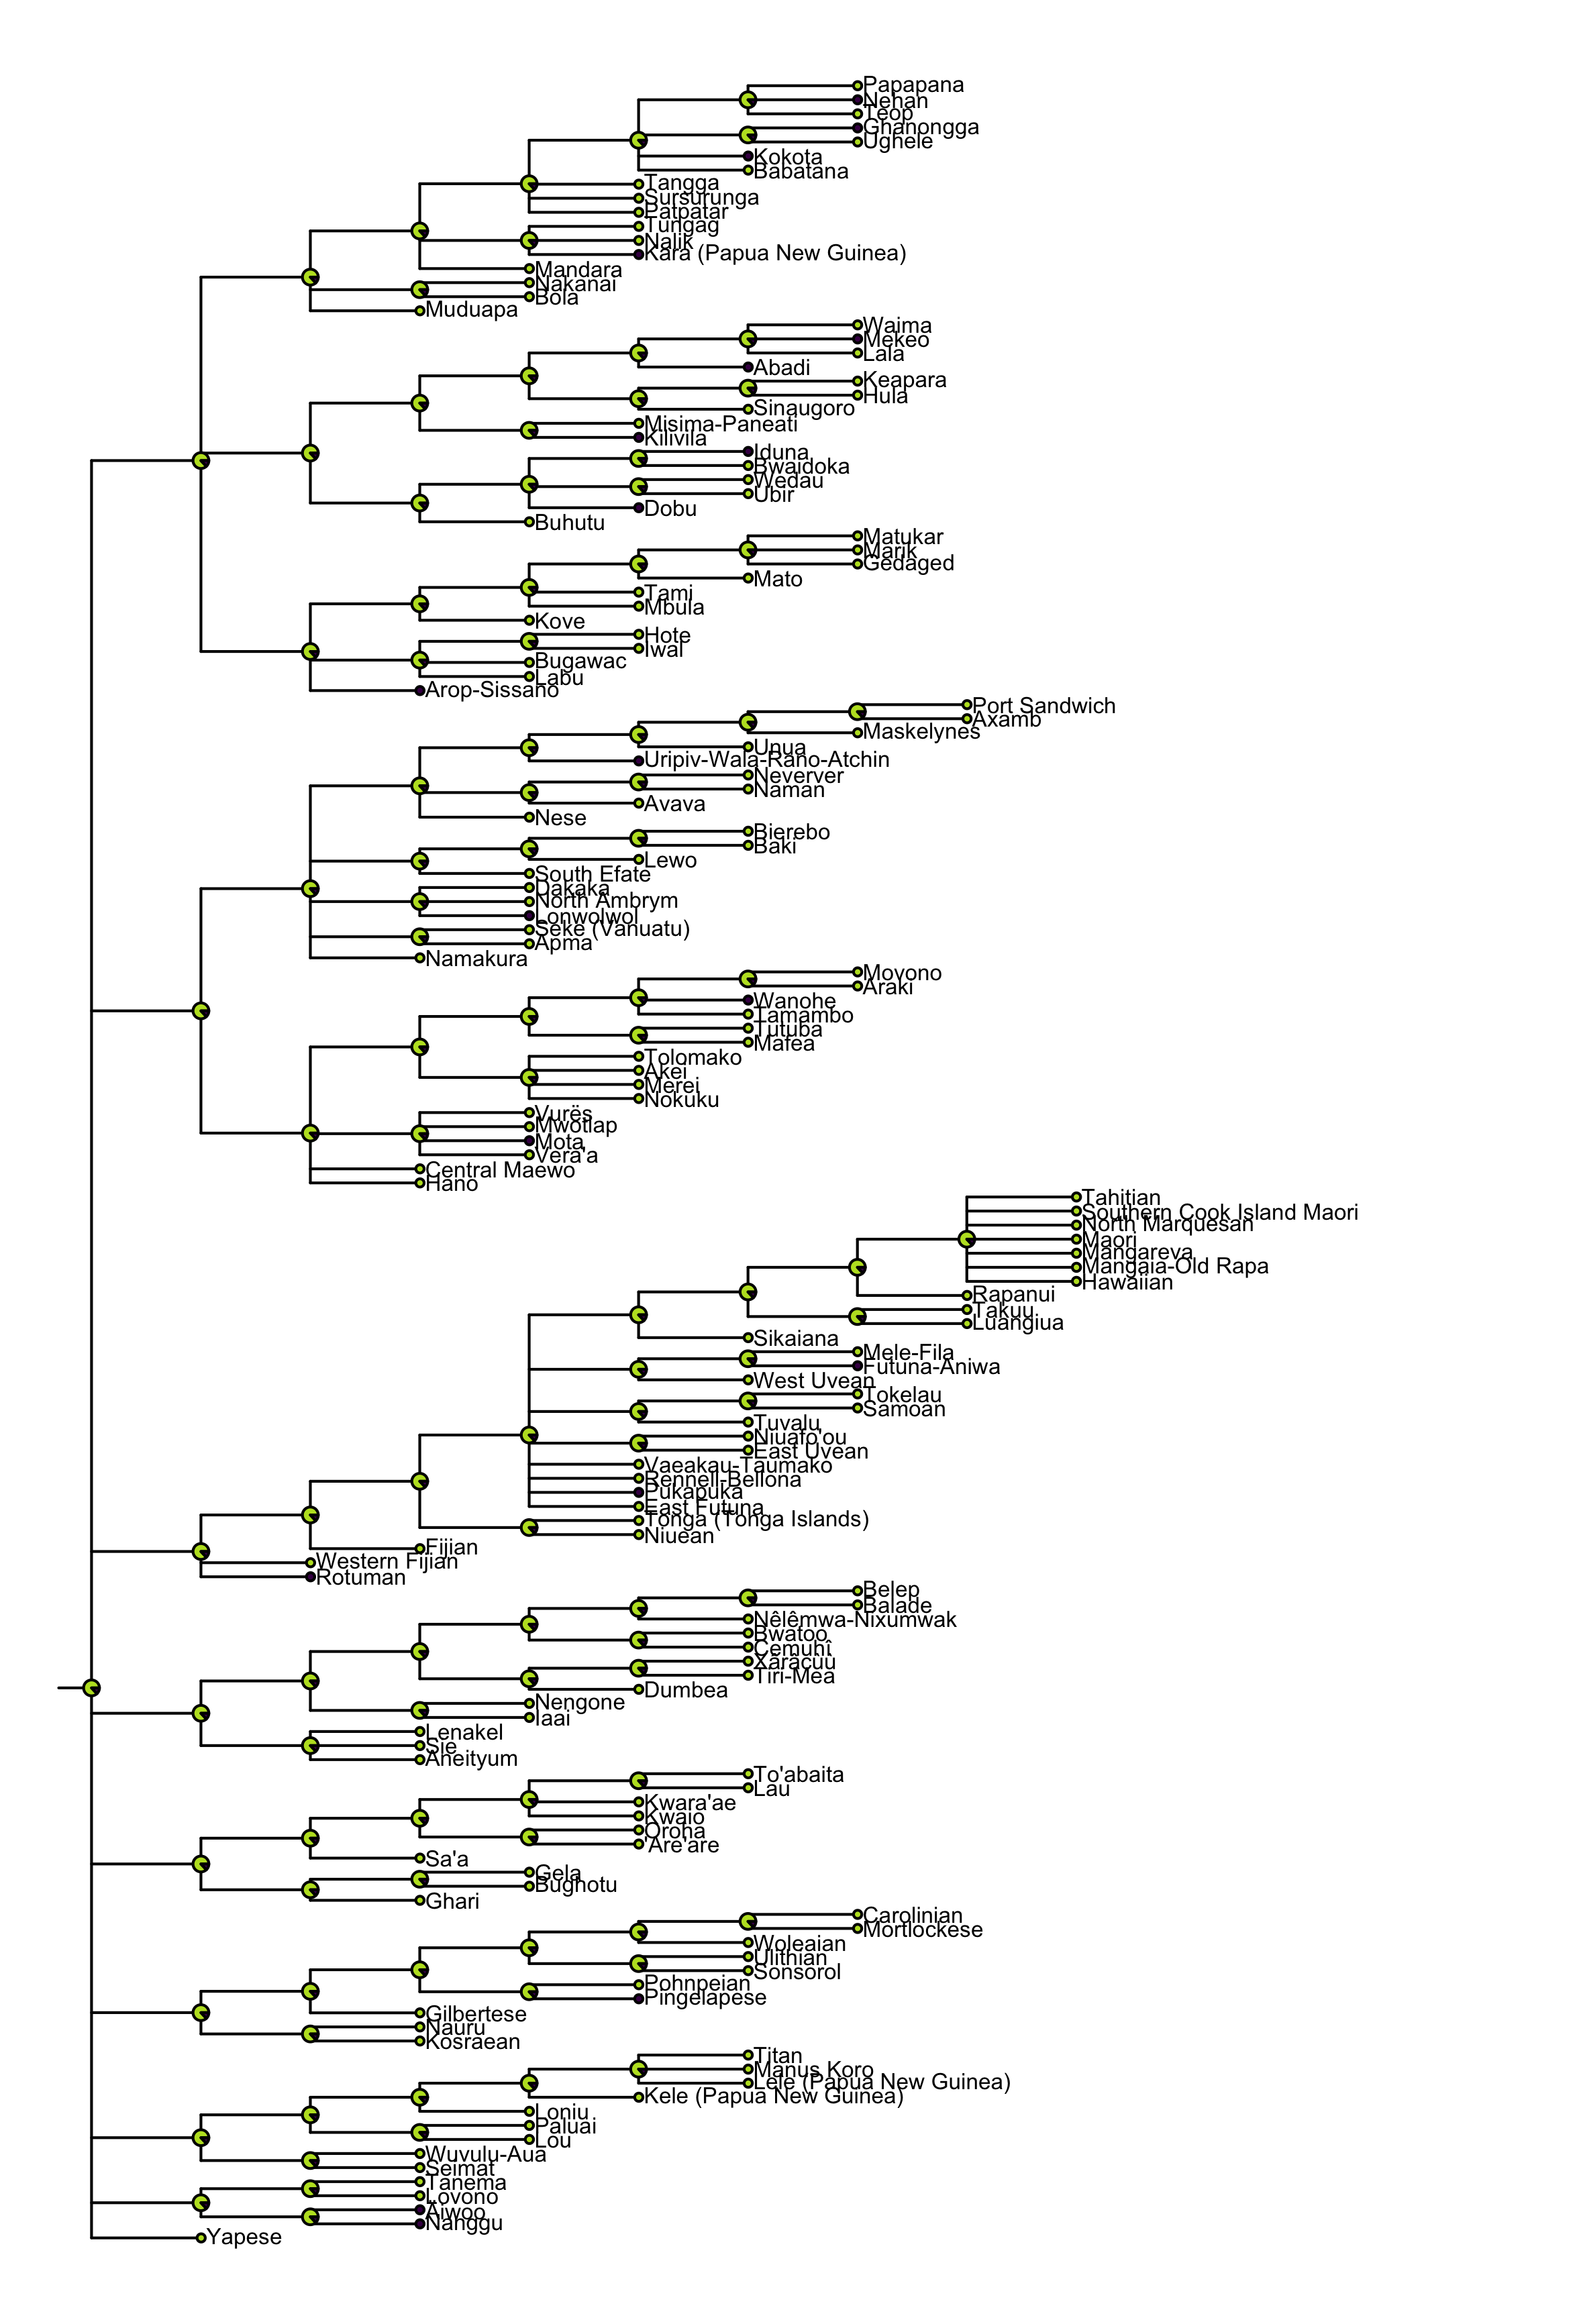 Papapana
Nehan
Teop
Ghanongga
Ughele
Kokota
Babatana
Tangga
Sursurunga
Patpatar
Tungag
Nalik
Kara (Papua New Guinea)
Mandara
Nakanai
Bola
Muduapa
Waima
Mekeo
Lala
Abadi
Keapara
Hula
Sinaugoro
Misima-Paneati
Kilivila
Iduna
Bwaidoka
Wedau
Ubir
Dobu
Buhutu
Matukar
Marik
Gedaged
Mato
Tami
Mbula
Kove
Hote
Iwal
Bugawac
Labu
Arop-Sissano
Port Sandwich
Axamb
Maskelynes
Unua
Uripiv-Wala-Rano-Atchin
Neverver
Naman
Avava
Nese
Bierebo
Baki
Lewo
South Efate
Dakaka
North Ambrym
Lonwolwol
Seke (Vanuatu)
Apma
Namakura
Movono
Araki
Wanohe
Tamambo
Tutuba
Mafea
Tolomako
Akei
Merei
Nokuku
Vurës
Mwotlap
Mota
Vera'a
Central Maewo
Hano
Tahitian
Southern Cook Island Maori
North Marquesan
Maori
Mangareva
Mangaia-Old Rapa
Hawaiian
Rapanui
Takuu
Luangiua
Sikaiana
Mele-Fila
Futuna-Aniwa
West Uvean
Tokelau
Samoan
Tuvalu
Niuafo'ou
East Uvean
Vaeakau-Taumako
Rennell-Bellona
Pukapuka
East Futuna
Tonga (Tonga Islands)
Niuean
Fijian
Western Fijian
Rotuman
Belep
Balade
Nêlêmwa-Nixumwak
Bwatoo
Cemuhî
Xârâcùù
Tiri-Mea
Dumbea
Nengone
Iaai
Lenakel
Sie
Aneityum
To'abaita
Lau
Kwara'ae
Kwaio
Oroha
'Are'are
Sa'a
Gela
Bughotu
Ghari
Carolinian
Mortlockese
Woleaian
Ulithian
Sonsorol
Pohnpeian
Pingelapese
Gilbertese
Nauru
Kosraean
Titan
Manus Koro
Lele (Papua New Guinea)
Kele (Papua New Guinea)
Loniu
Paluai
Lou
Wuvulu-Aua
Seimat
Tanema
Lovono
Äiwoo
Nanggu
Yapese